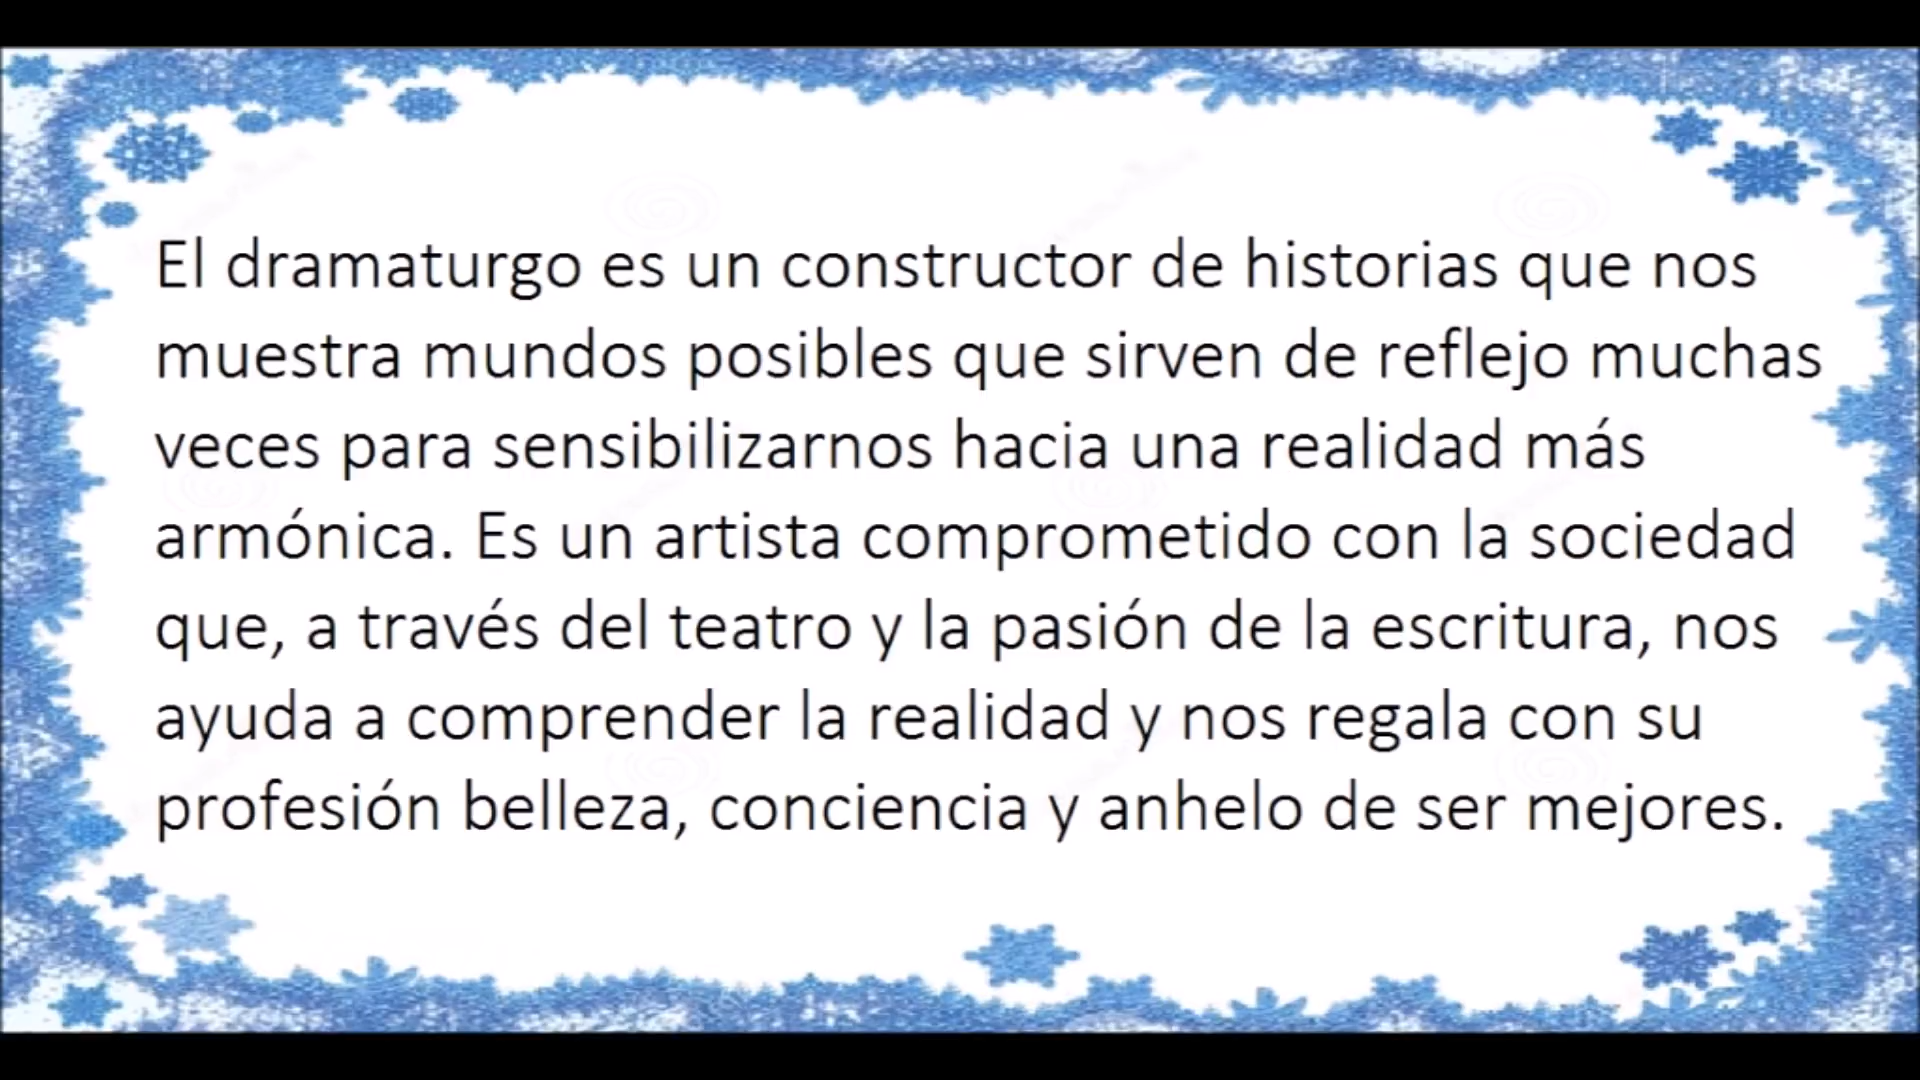 El dramaturgo es un constructor de historias que nos
muestra mundos posibles que sirven de reflejo muchas
veces para sensibilizarnos hacia una realidad más
armónica. Es un artista comprometido con la sociedad
que, a través del teatro y la pasión de la escritura, nos
ayuda a comprender la realidad y nos regala con su
profesión belleza, conciencia y anhelo de ser mejores.